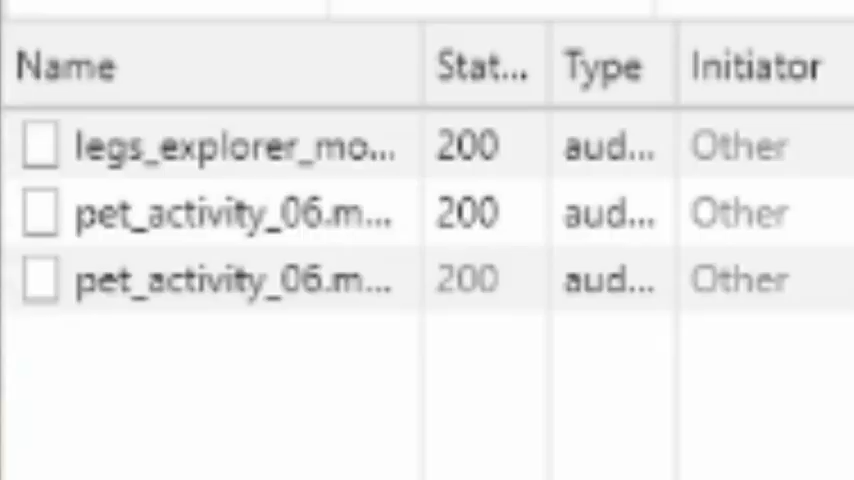 Name Stat... Type Initiator
legs_explorer_mo... 200 aud... Other
pet_activity_06.m... 200 aud... Other
pet_activity_06.m... 200 aud... Other